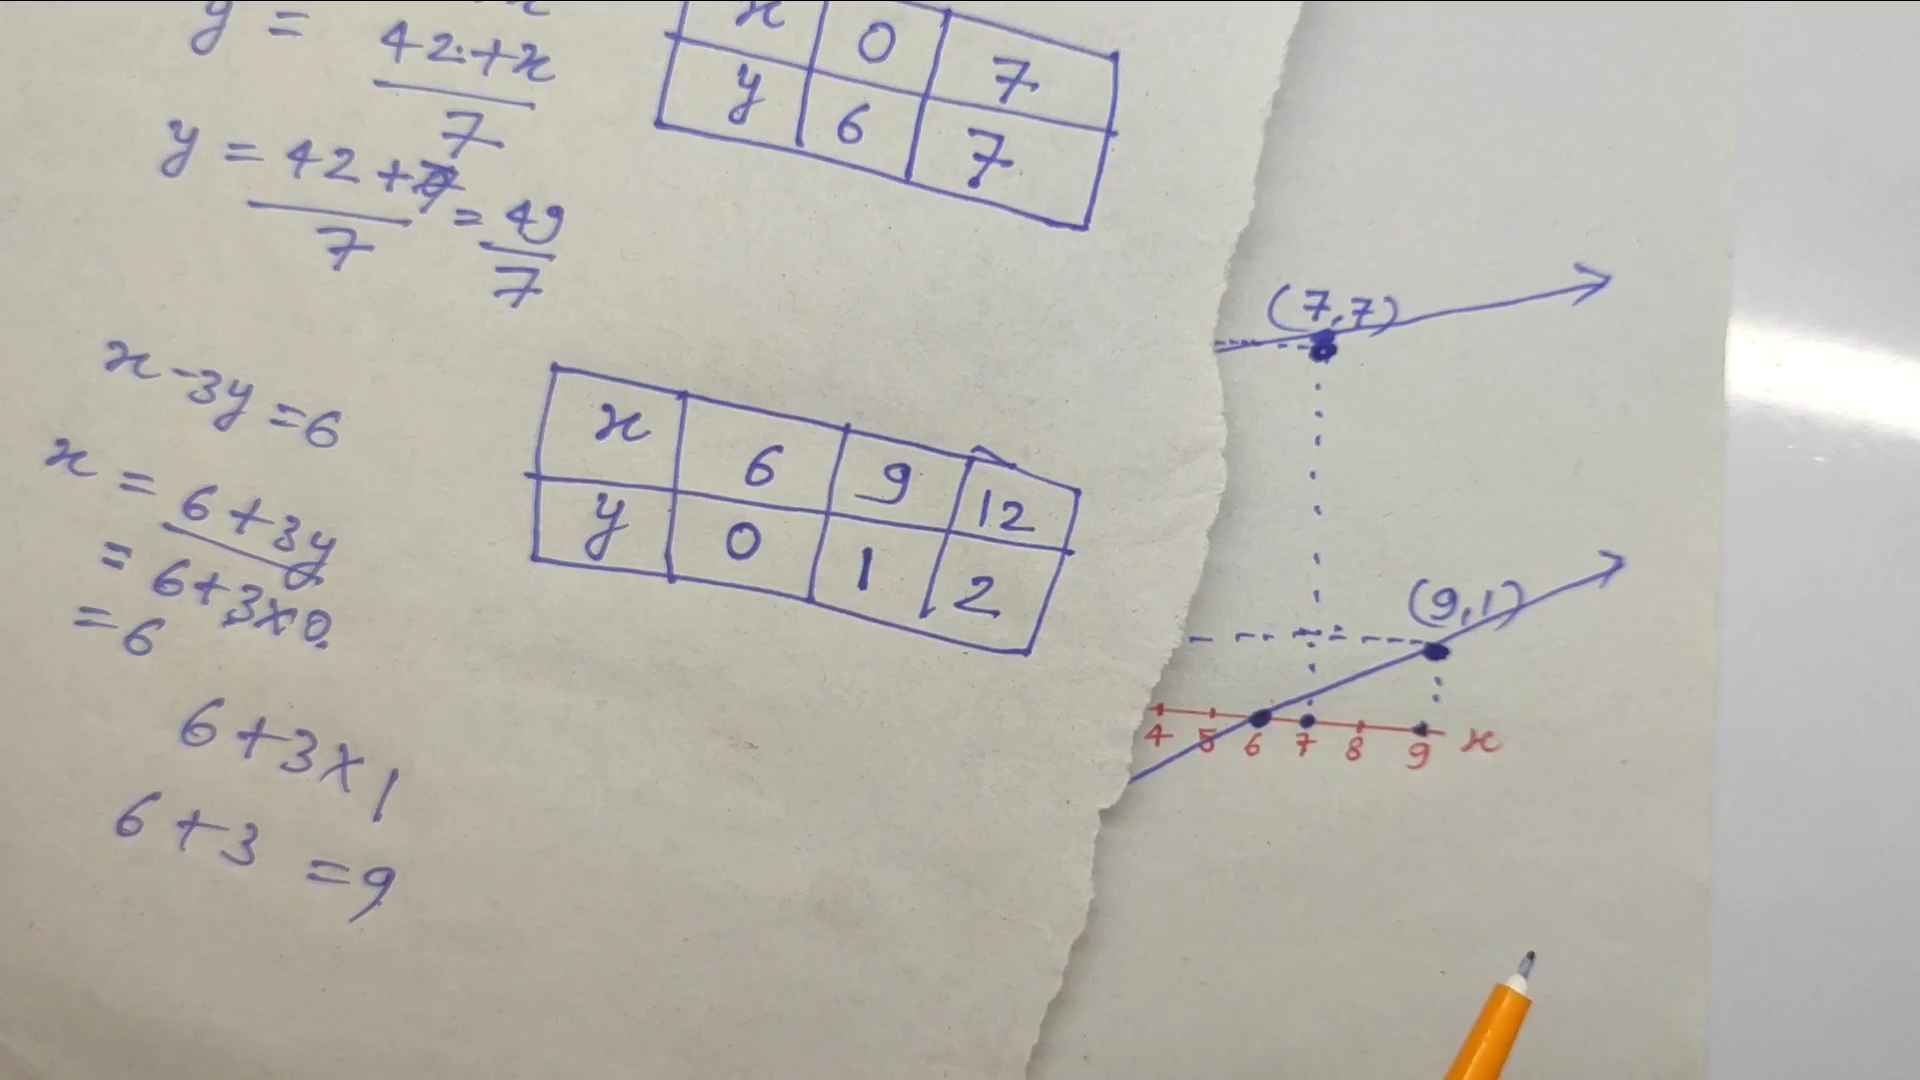 y = 42+x
7
y = 42+7 = 49
7 7
x 0 7
y 6 7
x-3y=6
x = 6+3y
= 6+3×0
= 6
6+3×1
6+3 = 9
x 6 9 12
y 0 1 2
(7,7)
(9,1)
4 5 6 7 8 9 x